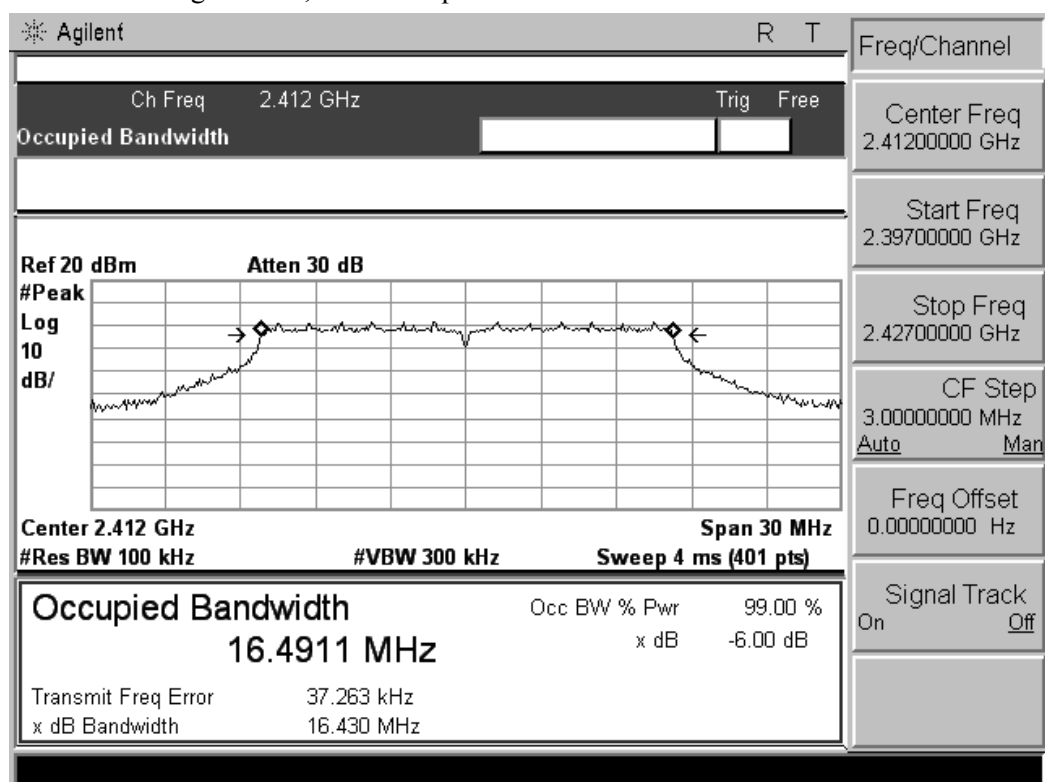 Agilent R T
Freq/Channel
Ch Freq 2.412 GHz Trig Free
Occupied Bandwidth
Center Freq
2.41200000 GHz
Start Freq
2.39700000 GHz
Stop Freq
2.42700000 GHz
CF Step
3.00000000 MHz
Auto Man
Freq Offset
0.00000000 Hz
Signal Track
On Off
Ref 20 dBm Atten 30 dB
#Peak
Log
10
dB/
Center 2.412 GHz Span 30 MHz
#Res BW 100 kHz #VBW 300 kHz Sweep 4 ms (401 pts)
Occupied Bandwidth Occ BW % Pwr 99.00 %
16.4911 MHz x dB -6.00 dB
Transmit Freq Error 37.263 kHz
x dB Bandwidth 16.430 MHz